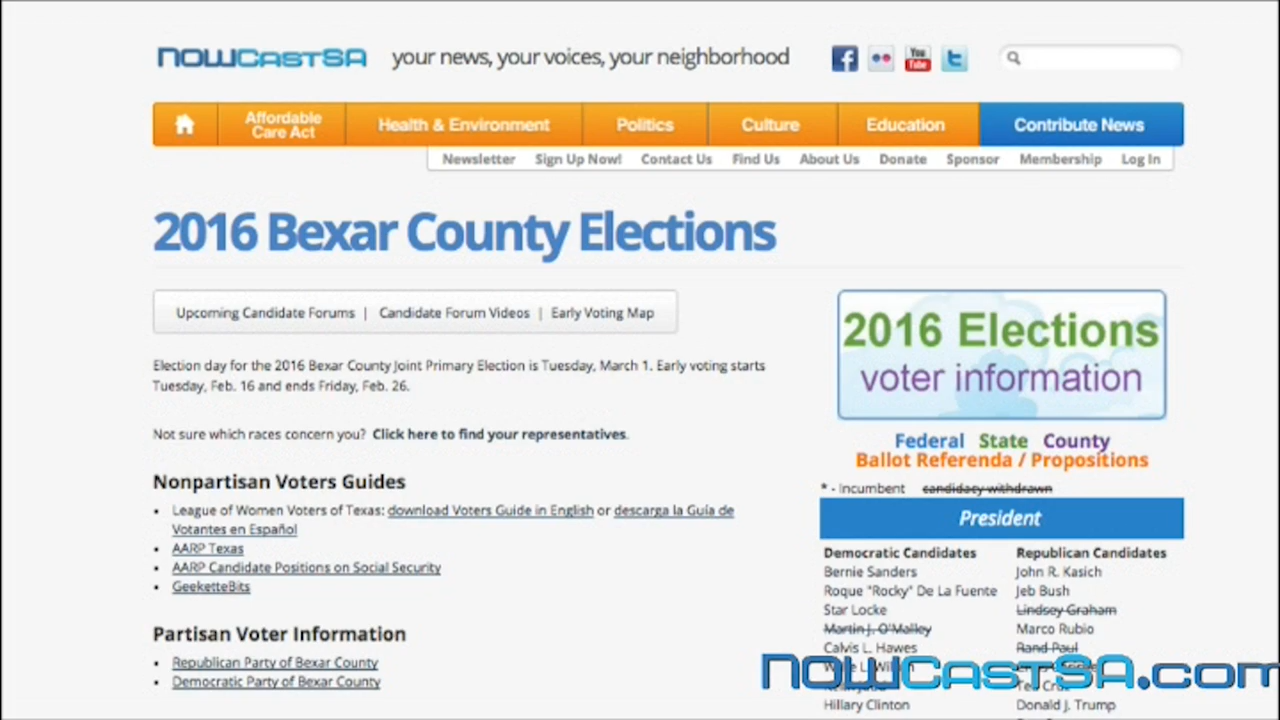 NOWCastSA your news, your voices, your neighborhood
Affordable Care Act Health & Environment Politics Culture Education Contribute News
Newsletter Sign Up Now! Contact Us Find Us About Us Donate Sponsor Membership Log In
2016 Bexar County Elections
Upcoming Candidate Forums | Candidate Forum Videos | Early Voting Map
Election day for the 2016 Bexar County Joint Primary Election is Tuesday, March 1. Early voting starts
Tuesday, Feb. 16 and ends Friday, Feb. 26.
Not sure which races concern you? Click here to find your representatives.
Nonpartisan Voters Guides
• League of Women Voters of Texas: download Voters Guide in English or descarga la Guía de
Votantes en Español
• AARP Texas
• AARP Candidate Positions on Social Security
• GeeketteBits
Partisan Voter Information
• Republican Party of Bexar County
• Democratic Party of Bexar County
2016 Elections
voter information
Federal State County
Ballot Referenda / Propositions
* - Incumbent candidacy withdrawn
President
Democratic Candidates
Bernie Sanders
Roque "Rocky" De La Fuente
Star Locke
Martin J. O'Malley
Calvis L. Hawes
Hillary Clinton
Republican Candidates
John R. Kasich
Jeb Bush
Lindsey Graham
Marco Rubio
Rand Paul
Ted Cruz
Donald J. Trump
NOWCastSA.com